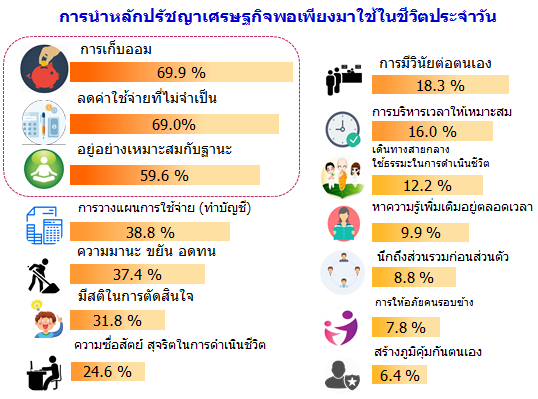 การนำหลักปรัชญาเศรษฐกิจพอเพียงมาใช้ในชีวิตประจำวัน
การเก็บออม
69.9 %
ลดค่าใช้จ่ายที่ไม่จำเป็น
69.0%
อยู่อย่างเหมาะสมกับฐานะ
59.6 %
การวางแผนการใช้จ่าย (ทำบัญชี)
38.8 %
ความมานะ ขยัน อดทน
37.4 %
มีสติในการตัดสินใจ
31.8 %
ความซื่อสัตย์ สุจริตในการดำเนินชีวิต
24.6 %
การมีวินัยต่อตนเอง
18.3 %
การบริหารเวลาให้เหมาะสม
16.0 %
เดินทางสายกลาง
ใช้ธรรมะในการดำเนินชีวิต
12.2 %
หาความรู้เพิ่มเติมอยู่ตลอดเวลา
9.9 %
นึกถึงส่วนรวมก่อนส่วนตัว
8.8 %
การให้อภัยคนรอบข้าง
7.8 %
สร้างภูมิคุ้มกันตนเอง
6.4 %